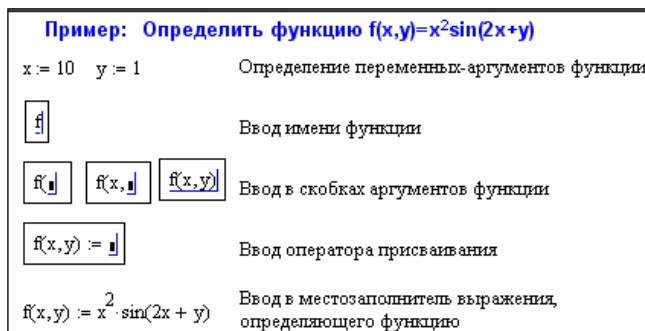 Пример: Определить функцию f(x,y)=x²sin(2x+y)
x := 10 y := 1 Определение переменных-аргументов функции
f Ввод имени функции
f(▪ f(x,▪ f(x,y) Ввод в скобках аргументов функции
f(x,y) := ▪ Ввод оператора присваивания
f(x,y) := x²·sin(2x + y) Ввод в местозаполнитель выражения,
определяющего функцию